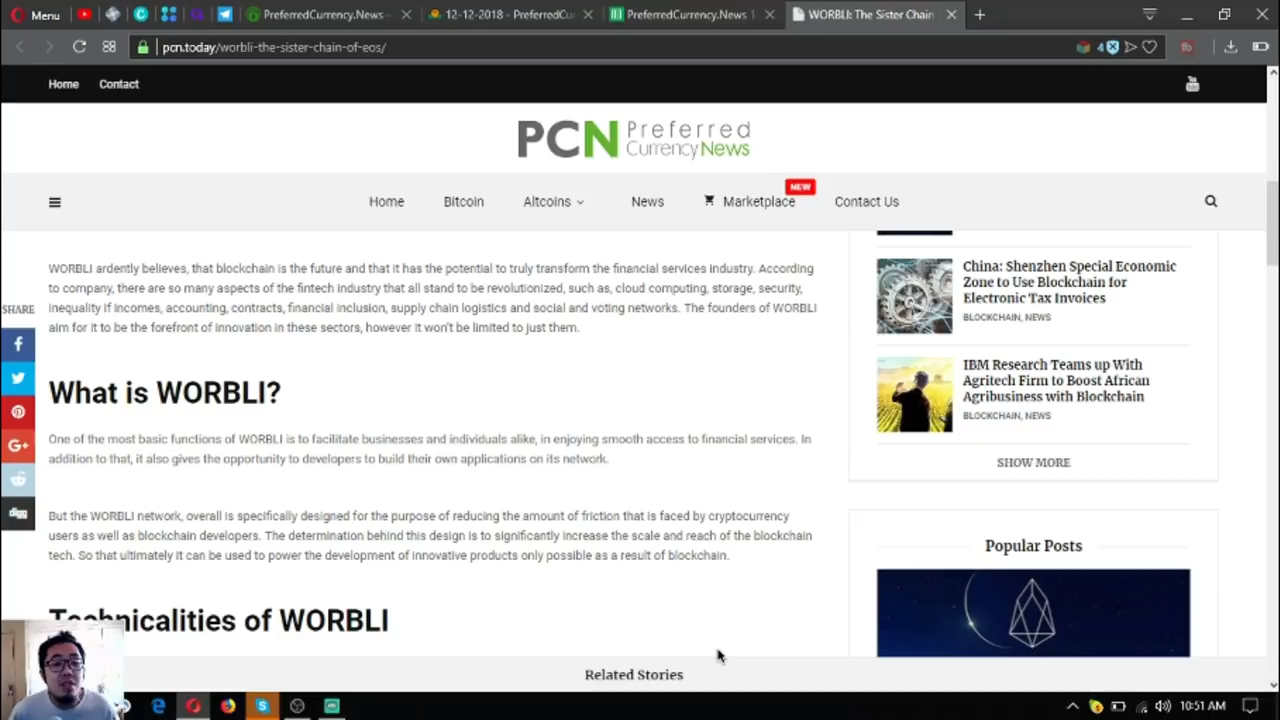 Menu
PreferredCurrency.News -
12-12-2018 - PreferredCu
PreferredCurrency.News
WORBLI: The Sister Chain
pcn.today/worbli-the-sister-chain-of-eos/
4
Home Contact
You Tube
PCN Preferred
CurrencyNews
NEW
Home Bitcoin Altcoins News Marketplace Contact Us
WORBLI ardently believes, that blockchain is the future and that it has the potential to truly transform the financial services industry. According
to company, there are so many aspects of the fintech industry that all stand to be revolutionized, such as, cloud computing, storage, security,
inequality if incomes, accounting, contracts, financial inclusion, supply chain logistics and social and voting networks. The founders of WORBLI
aim for it to be the forefront of innovation in these sectors, however it won't be limited to just them.
SHARE
What is WORBLI?
One of the most basic functions of WORBLI is to facilitate businesses and individuals alike, in enjoying smooth access to financial services. In
addition to that, it also gives the opportunity to developers to build their own applications on its network.
But the WORBLI network, overall is specifically designed for the purpose of reducing the amount of friction that is faced by cryptocurrency
users as well as blockchain developers. The determination behind this design is to significantly increase the scale and reach of the blockchain
tech. So that ultimately it can be used to power the development of innovative products only possible as a result of blockchain.
Technicalities of WORBLI
China: Shenzhen Special Economic
Zone to Use Blockchain for
Electronic Tax Invoices
BLOCKCHAIN, NEWS
IBM Research Teams up With
Agritech Firm to Boost African
Agribusiness with Blockchain
BLOCKCHAIN, NEWS
SHOW MORE
Popular Posts
Related Stories
10:51 AM